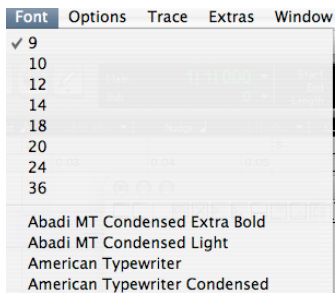 Font Options Trace Extras Window
✓ 9
10
12
14
18
20
24
36
Abadi MT Condensed Extra Bold
Abadi MT Condensed Light
American Typewriter
American Typewriter Condensed